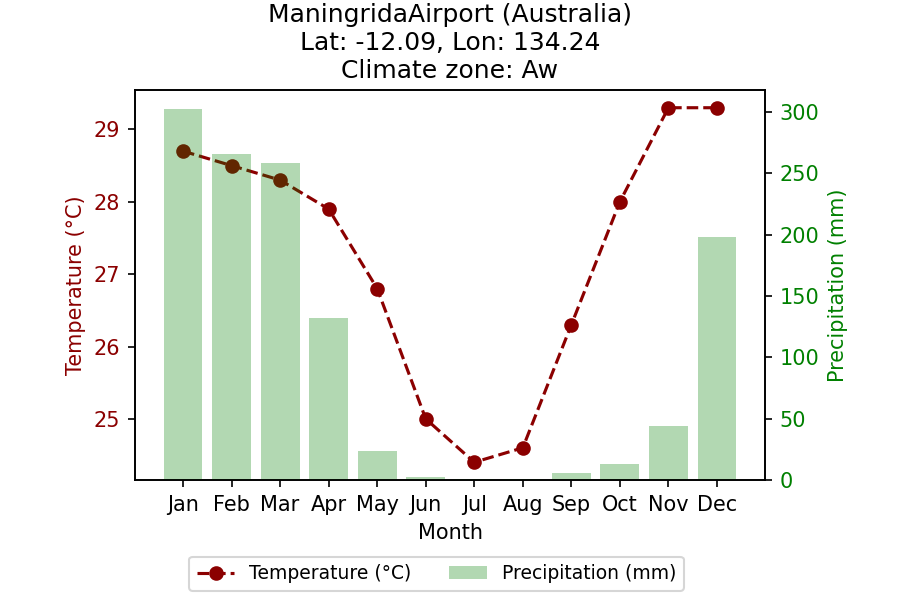 ManingridaAirport (Australia)
Lat: -12.09, Lon: 134.24
Climate zone: Aw
Temperature (°C)
29
28
27
26
25
300
250
200
150
100
50
0
Precipitation (mm)
Jan Feb Mar Apr May Jun Jul Aug Sep Oct Nov Dec
Month
Temperature (°C) Precipitation (mm)